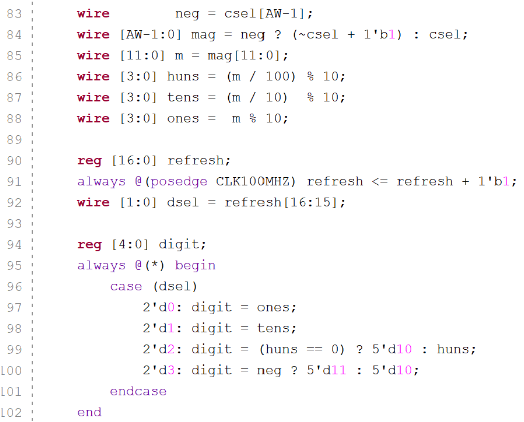 83 wire        neg = csel[AW-1];
84 wire [AW-1:0] mag = neg ? (~csel + 1'b1) : csel;
85 wire [11:0] m = mag[11:0];
86 wire [3:0] huns = (m / 100) % 10;
87 wire [3:0] tens = (m / 10)  % 10;
88 wire [3:0] ones =  m % 10;
89
90 reg [16:0] refresh;
91 always @(posedge CLK100MHZ) refresh <= refresh + 1'b1;
92 wire [1:0] dsel = refresh[16:15];
93
94 reg [4:0] digit;
95 always @(*) begin
96     case (dsel)
97         2'd0: digit = ones;
98         2'd1: digit = tens;
99         2'd2: digit = (huns == 0) ? 5'd10 : huns;
100         2'd3: digit = neg ? 5'd11 : 5'd10;
101     endcase
102 end